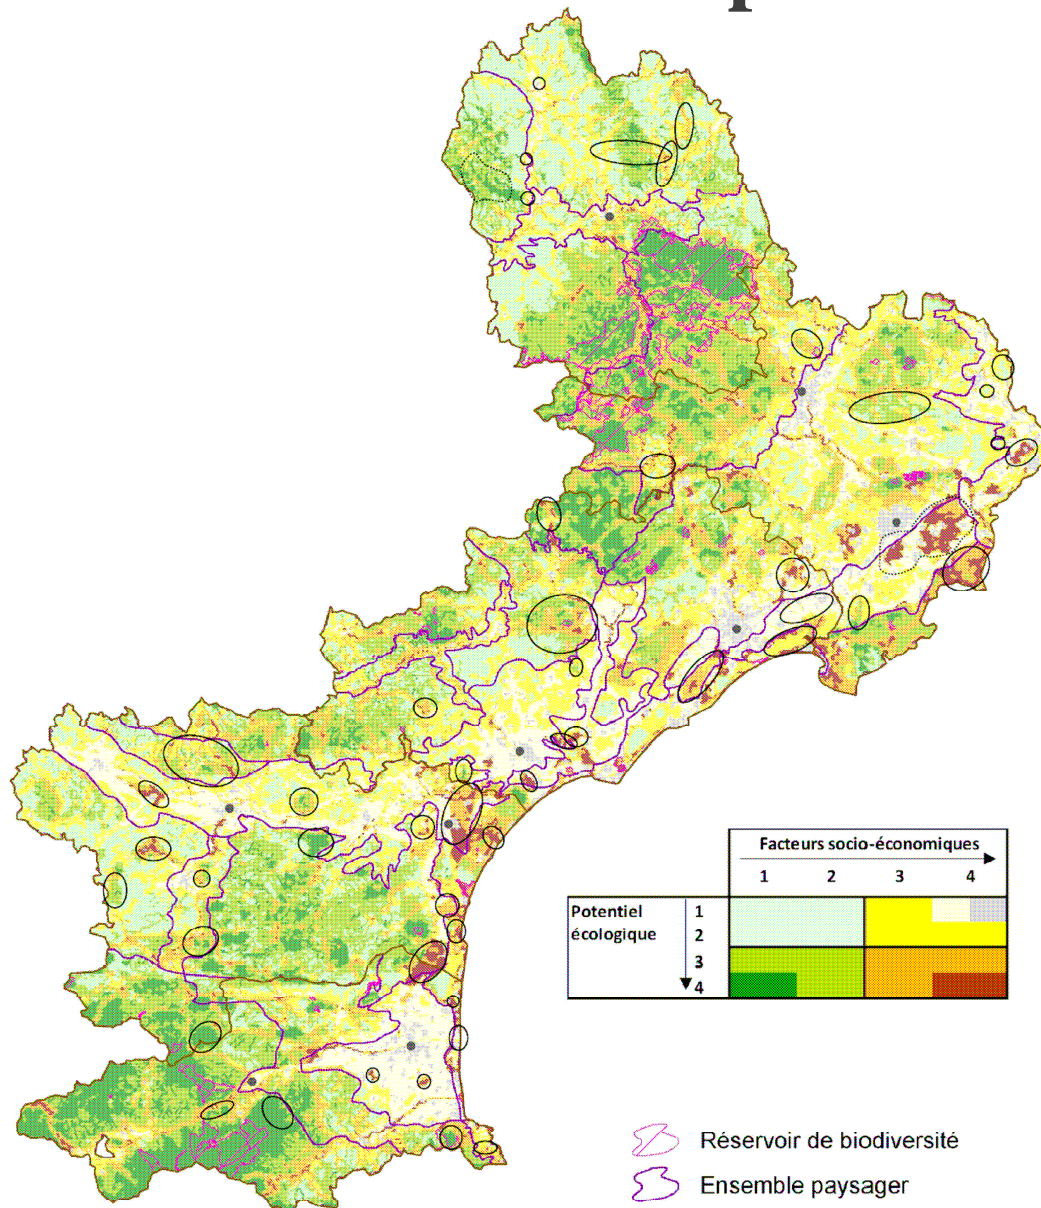 p
Facteurs socio-économiques
1 2 3 4
Potentiel écologique
1
2
3
4
Réservoir de biodiversité
Ensemble paysager